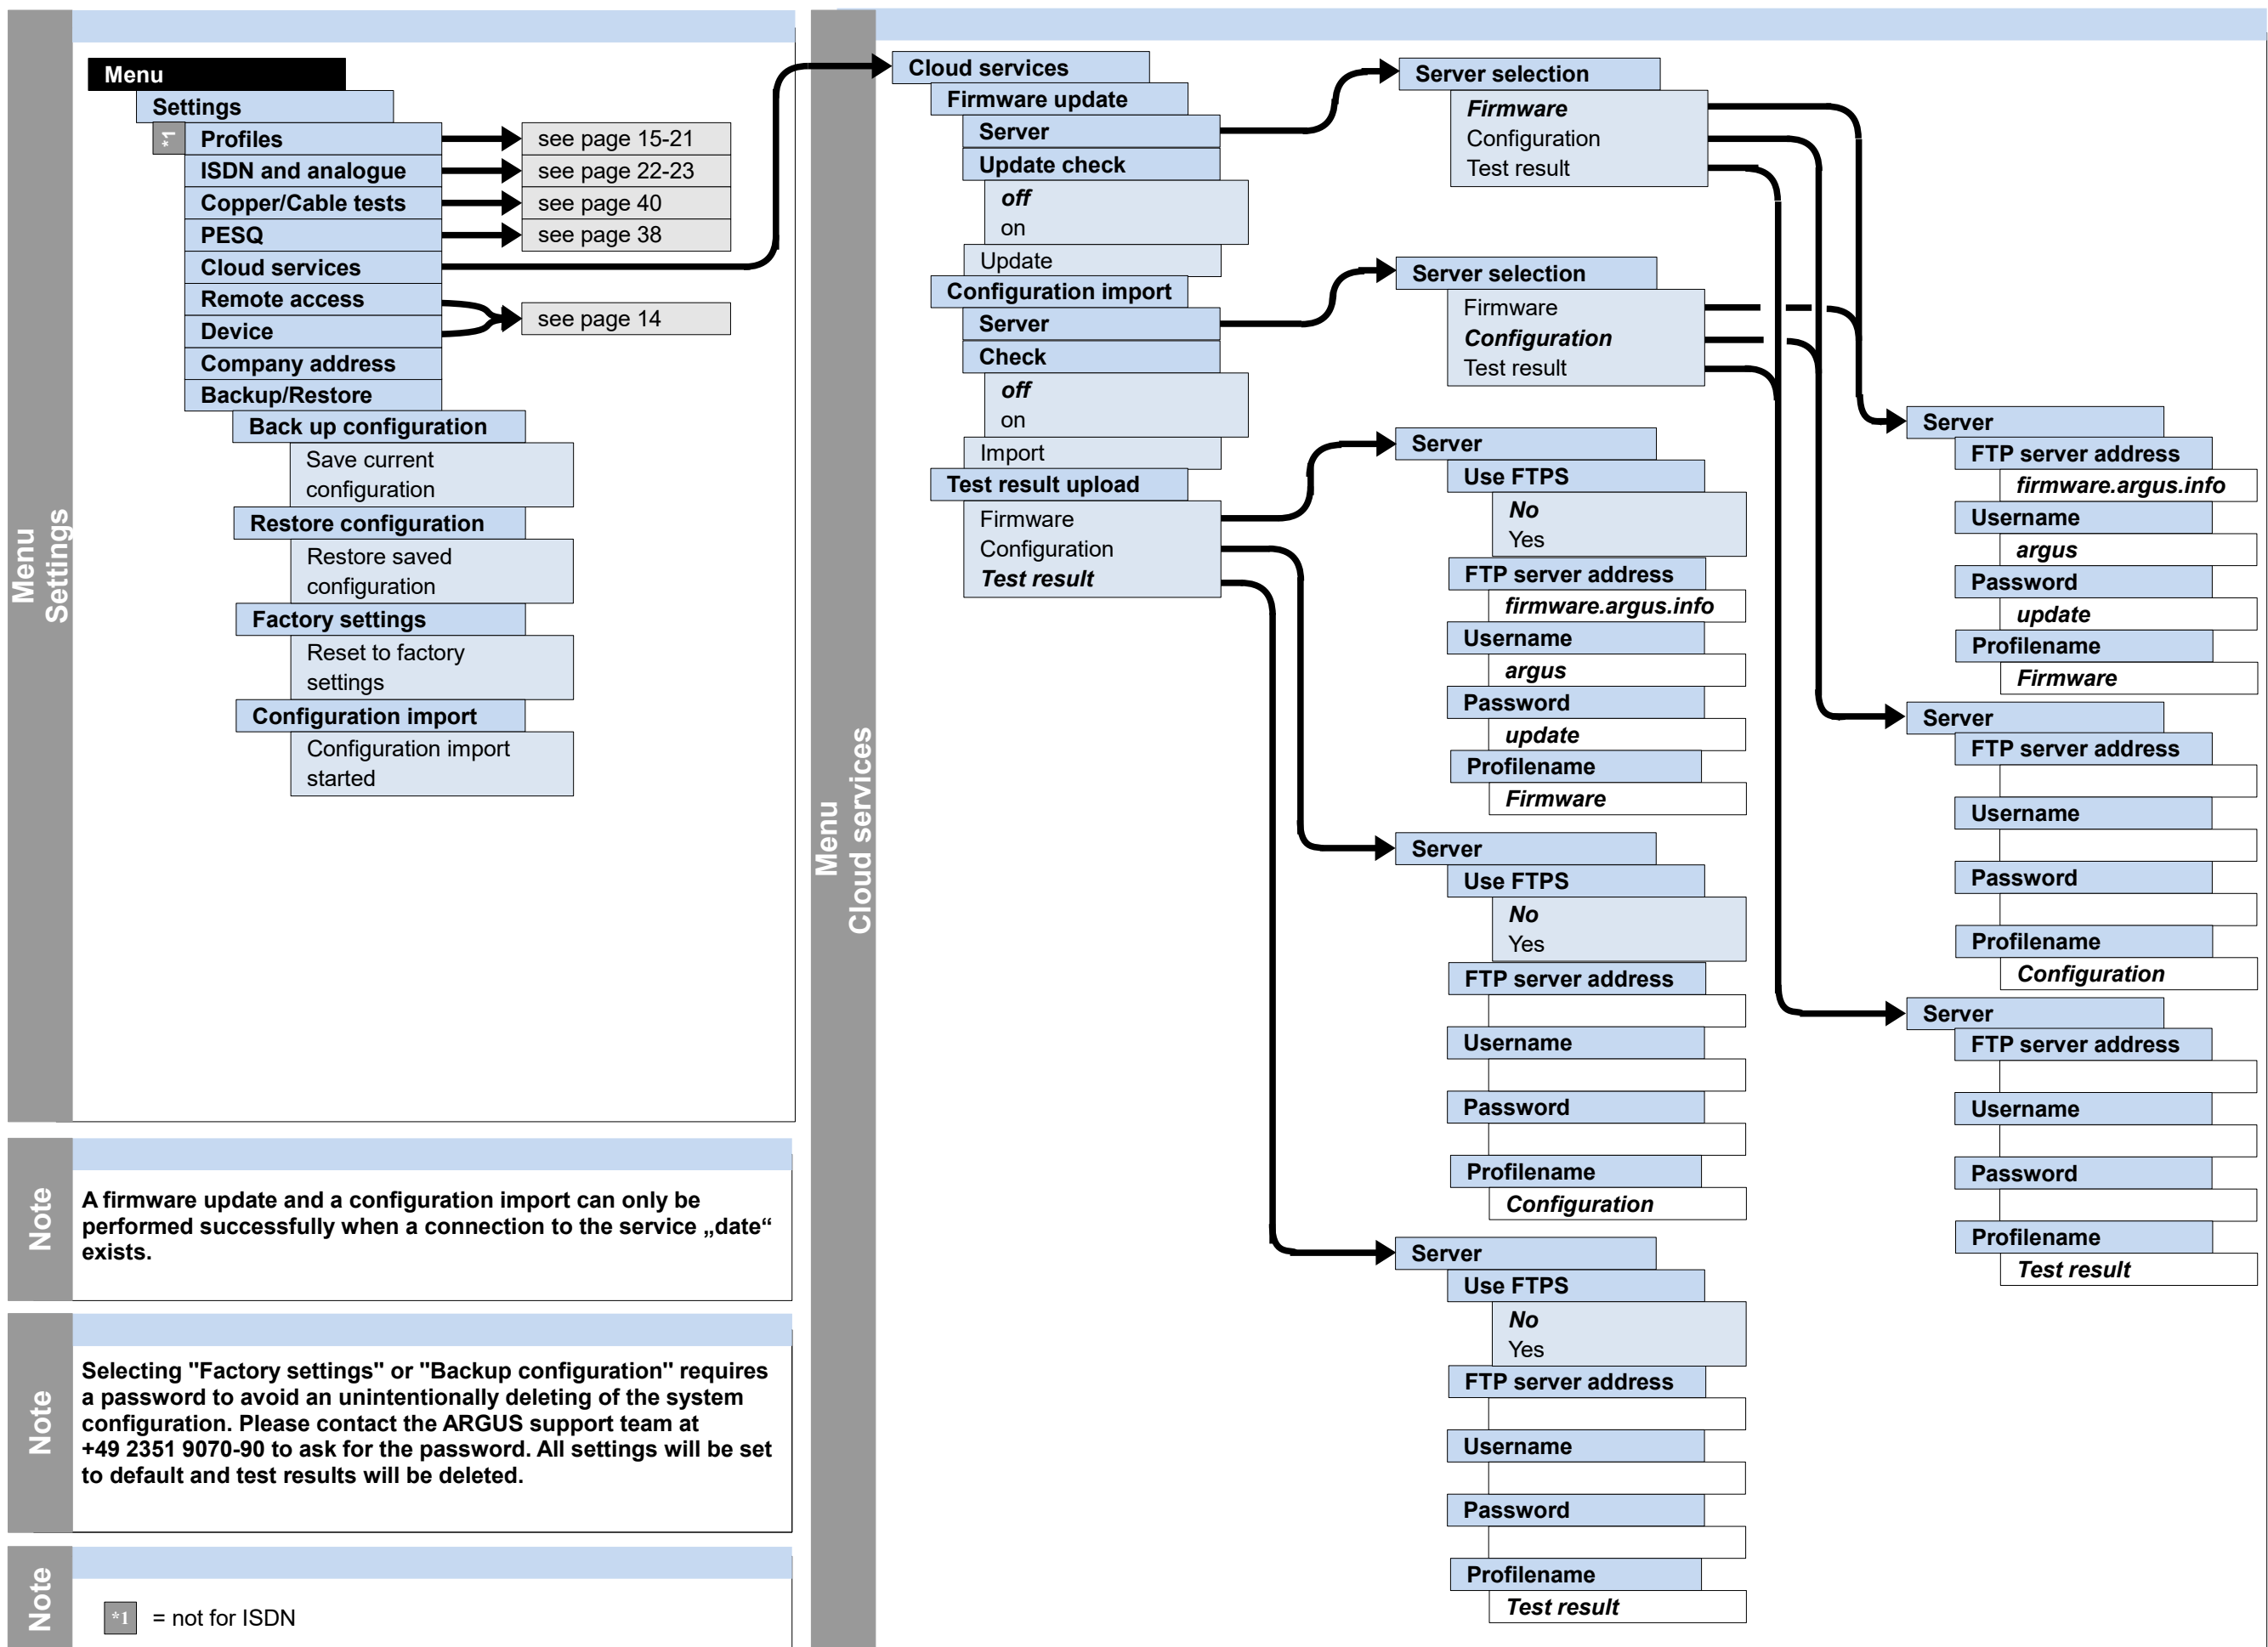 Menu
Settings
Menu
Settings
*1
Profiles
see page 15-21
ISDN and analogue
see page 22-23
Copper/Cable tests
see page 40
PESQ
see page 38
Cloud services
Remote access
Device
see page 14
Company address
Backup/Restore
Back up configuration
Save current
configuration
Restore configuration
Restore saved
configuration
Factory settings
Reset to factory
settings
Configuration import
Configuration import
started
Note
A firmware update and a configuration import can only be
performed successfully when a connection to the service „date“
exists.
Note
Selecting "Factory settings" or "Backup configuration" requires
a password to avoid an unintentionally deleting of the system
configuration. Please contact the ARGUS support team at
+49 2351 9070-90 to ask for the password. All settings will be set
to default and test results will be deleted.
Note
*1 = not for ISDN
Menu
Cloud services
Cloud services
Firmware update
Server
Update check
off
on
Update
Configuration import
Server
Check
off
on
Import
Test result upload
Firmware
Configuration
Test result
Server selection
Firmware
Configuration
Test result
Server selection
Firmware
Configuration
Test result
Server
Use FTPS
No
Yes
FTP server address
firmware.argus.info
Username
argus
Password
update
Profilename
Firmware
Server
Use FTPS
No
Yes
FTP server address
Username
Password
Profilename
Configuration
Server
Use FTPS
No
Yes
FTP server address
Username
Password
Profilename
Test result
Server
FTP server address
firmware.argus.info
Username
argus
Password
update
Profilename
Firmware
Server
FTP server address
Username
Password
Profilename
Configuration
Server
FTP server address
Username
Password
Profilename
Test result